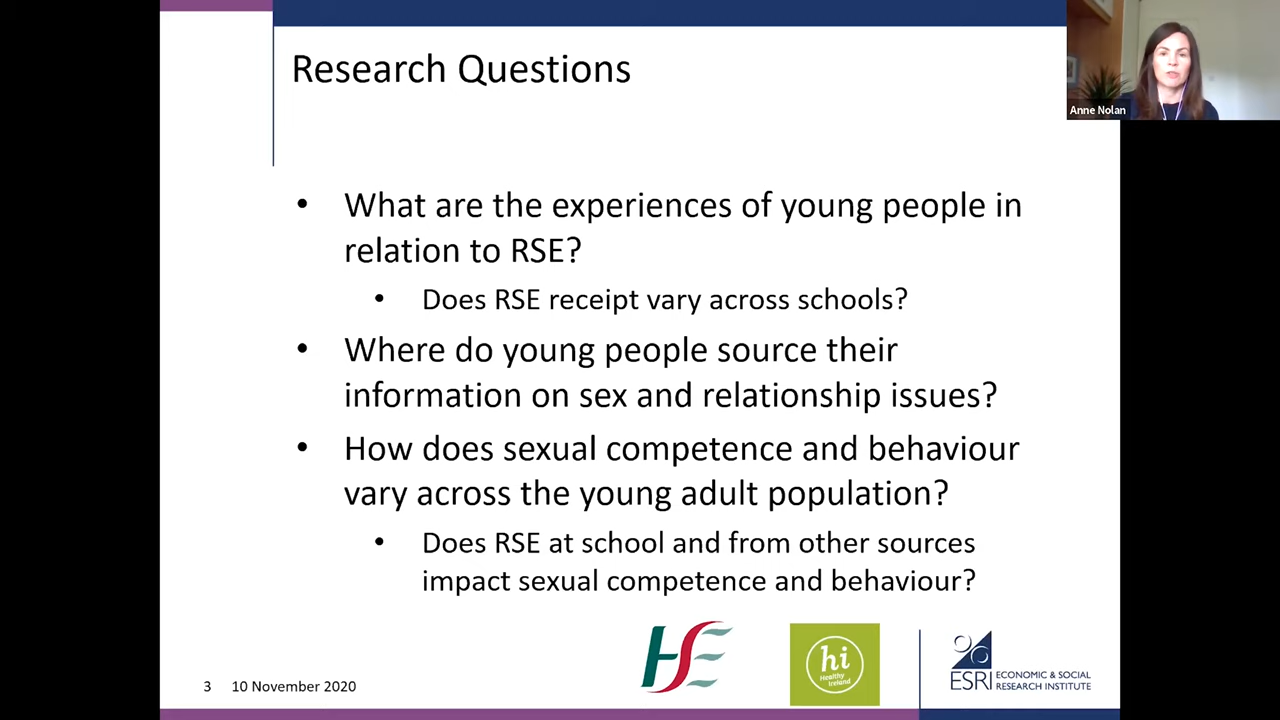 Research Questions
Anne Nolan
• What are the experiences of young people in
relation to RSE?
• Does RSE receipt vary across schools?
• Where do young people source their
information on sex and relationship issues?
• How does sexual competence and behaviour
vary across the young adult population?
• Does RSE at school and from other sources
impact sexual competence and behaviour?
3 10 November 2020
HSE
hi
Healthy
Ireland
ESRI ECONOMIC & SOCIAL
RESEARCH INSTITUTE